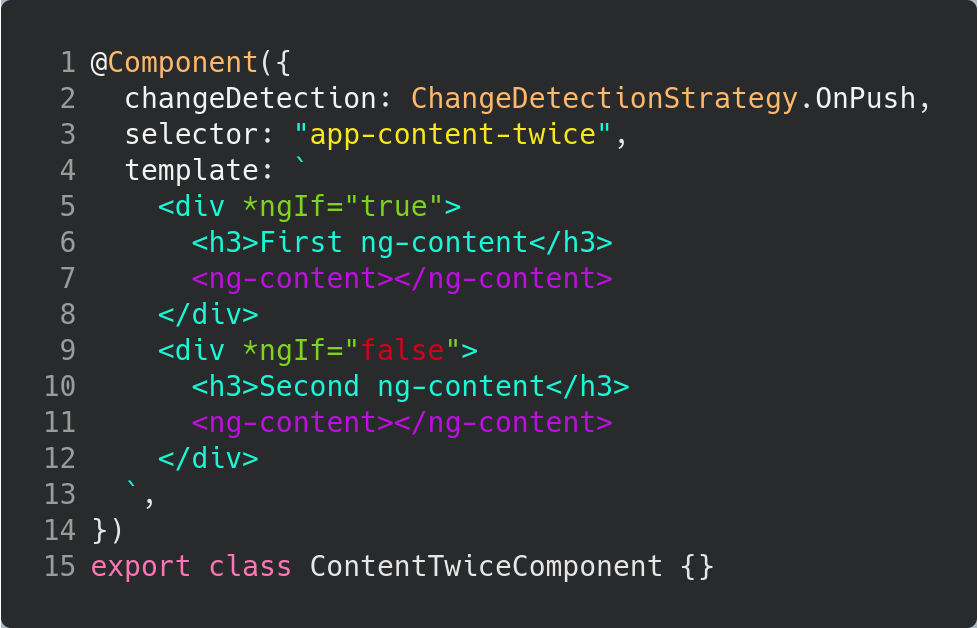 1 @Component({
2   changeDetection: ChangeDetectionStrategy.OnPush,
3   selector: "app-content-twice",
4   template: `
5     <div *ngIf="true">
6       <h3>First ng-content</h3>
7       <ng-content></ng-content>
8     </div>
9     <div *ngIf="false">
10       <h3>Second ng-content</h3>
11       <ng-content></ng-content>
12     </div>
13   `,
14 })
15 export class ContentTwiceComponent {}